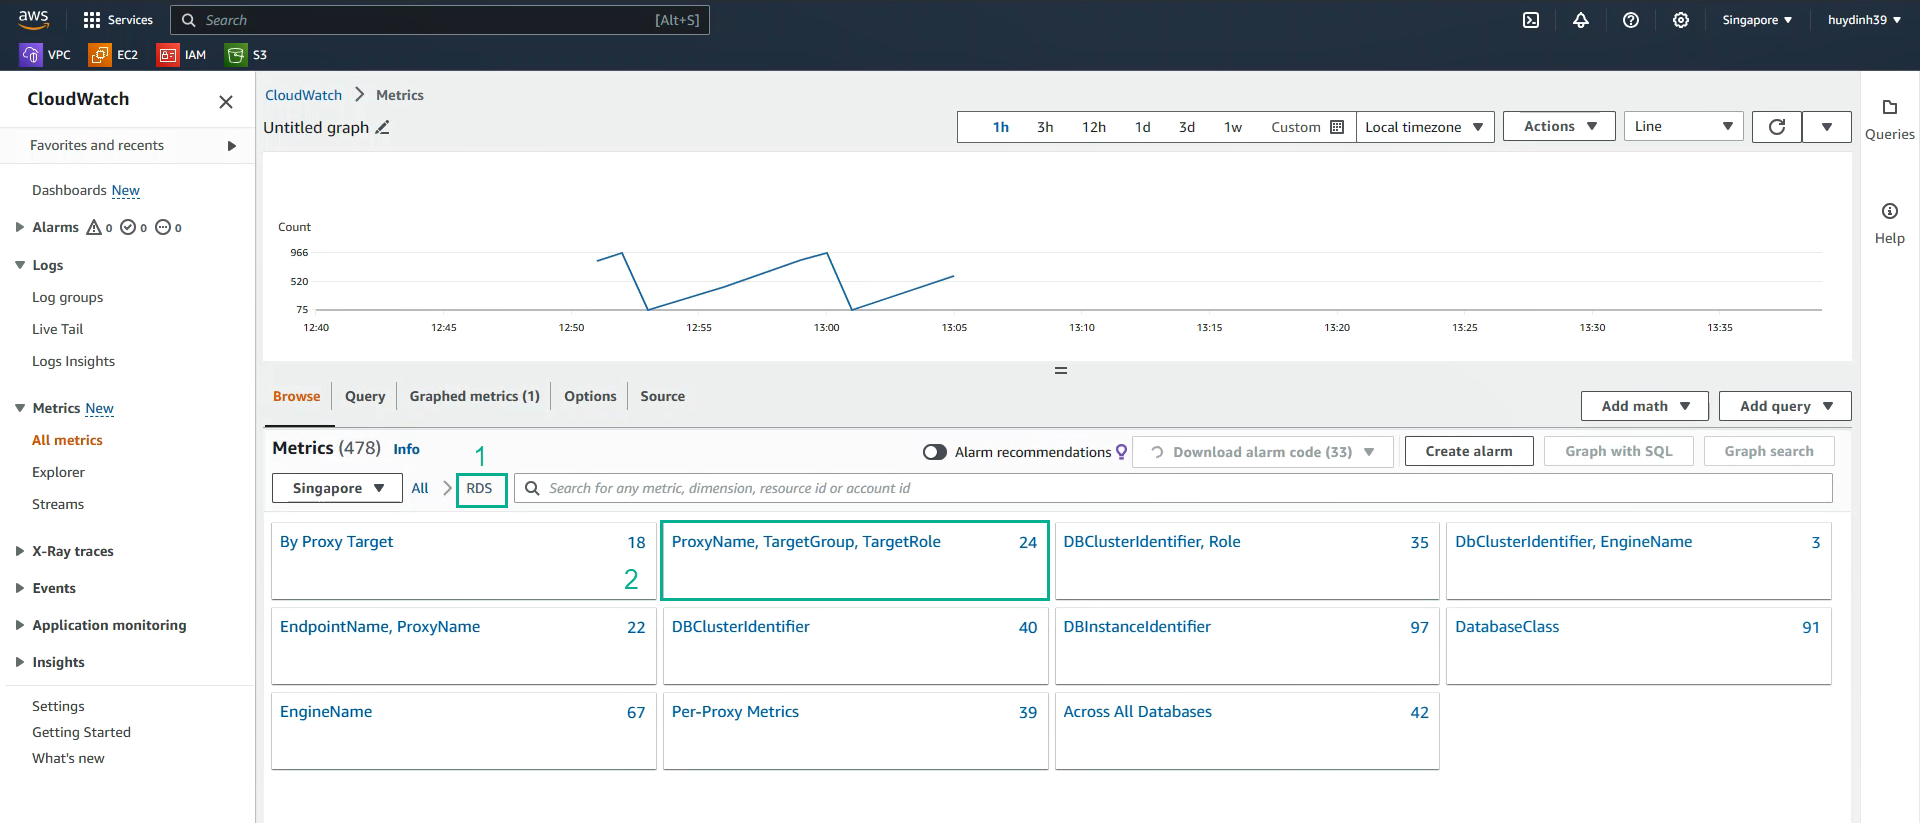 aws Services Search [Alt+S] Singapore huydinh39
VPC EC2 IAM S3
CloudWatch
Favorites and recents
Dashboards New
Alarms 0 0 0
Logs
Log groups
Live Tail
Logs Insights
Metrics New
All metrics
Explorer
Streams
X-Ray traces
Events
Application monitoring
Insights
Settings
Getting Started
What's new
CloudWatch Metrics
Untitled graph
1h 3h 12h 1d 3d 1w Custom Local timezone Actions Line
Count
966
520
75
12:40 12:45 12:50 12:55 13:00 13:05 13:10 13:15 13:20 13:25 13:30 13:35
Browse Query Graphed metrics (1) Options Source Add math Add query
Metrics (478) Info 1 Alarm recommendations Download alarm code (33) Create alarm Graph with SQL Graph search
Singapore All RDS Search for any metric, dimension, resource id or account id
By Proxy Target 18
2
ProxyName, TargetGroup, TargetRole 24
DBClusterIdentifier, Role 35
DbClusterIdentifier, EngineName 3
EndpointName, ProxyName 22
DBClusterIdentifier 40
DBInstanceIdentifier 97
DatabaseClass 91
EngineName 67
Per-Proxy Metrics 39
Across All Databases 42
Queries
Help